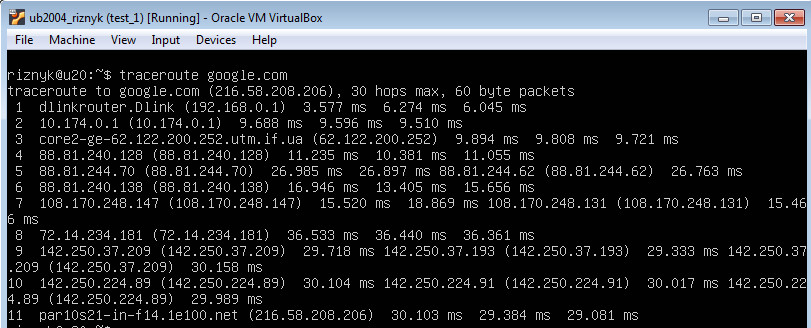 ub2004_riznyk (test_1) [Running] - Oracle VM VirtualBox
File Machine View Input Devices Help
riznyk@u20:~$ traceroute google.com
traceroute to google.com (216.58.208.206), 30 hops max, 60 byte packets
1 dlinkrouter.Dlink (192.168.0.1) 3.577 ms 6.274 ms 6.045 ms
2 10.174.0.1 (10.174.0.1) 9.688 ms 9.596 ms 9.510 ms
3 core2-ge-62.122.200.252.utm.if.ua (62.122.200.252) 9.894 ms 9.808 ms 9.721 ms
4 88.81.240.128 (88.81.240.128) 11.235 ms 10.381 ms 11.055 ms
5 88.81.244.70 (88.81.244.70) 26.985 ms 26.897 ms 88.81.244.62 (88.81.244.62) 26.763 ms
6 88.81.240.138 (88.81.240.138) 16.946 ms 13.405 ms 15.656 ms
7 108.170.248.147 (108.170.248.147) 15.520 ms 18.869 ms 108.170.248.131 (108.170.248.131) 15.46
6 ms
8 72.14.234.181 (72.14.234.181) 36.533 ms 36.440 ms 36.361 ms
9 142.250.37.209 (142.250.37.209) 29.718 ms 142.250.37.193 (142.250.37.193) 29.333 ms 142.250.37
.209 (142.250.37.209) 30.158 ms
10 142.250.224.89 (142.250.224.89) 30.104 ms 142.250.224.91 (142.250.224.91) 30.017 ms 142.250.2​24.89 (142.250.224.89) 29.989 ms
11 par10s21-in-f14.1e100.net (216.58.208.206) 30.103 ms 29.384 ms 29.081 ms